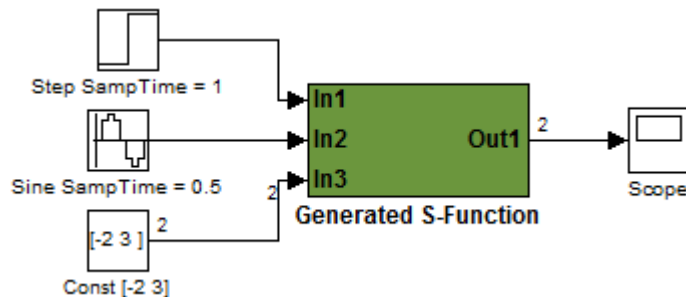 Step SampTime = 1
In1
In2
Out1
2
Sine SampTime = 0.5
2
In3
Scope
Generated S-Function
[-2 3 ]
2
Const [-2 3]